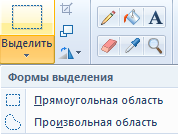 Выделить
A
Формы выделения
Прямоугольная область
Произвольная область